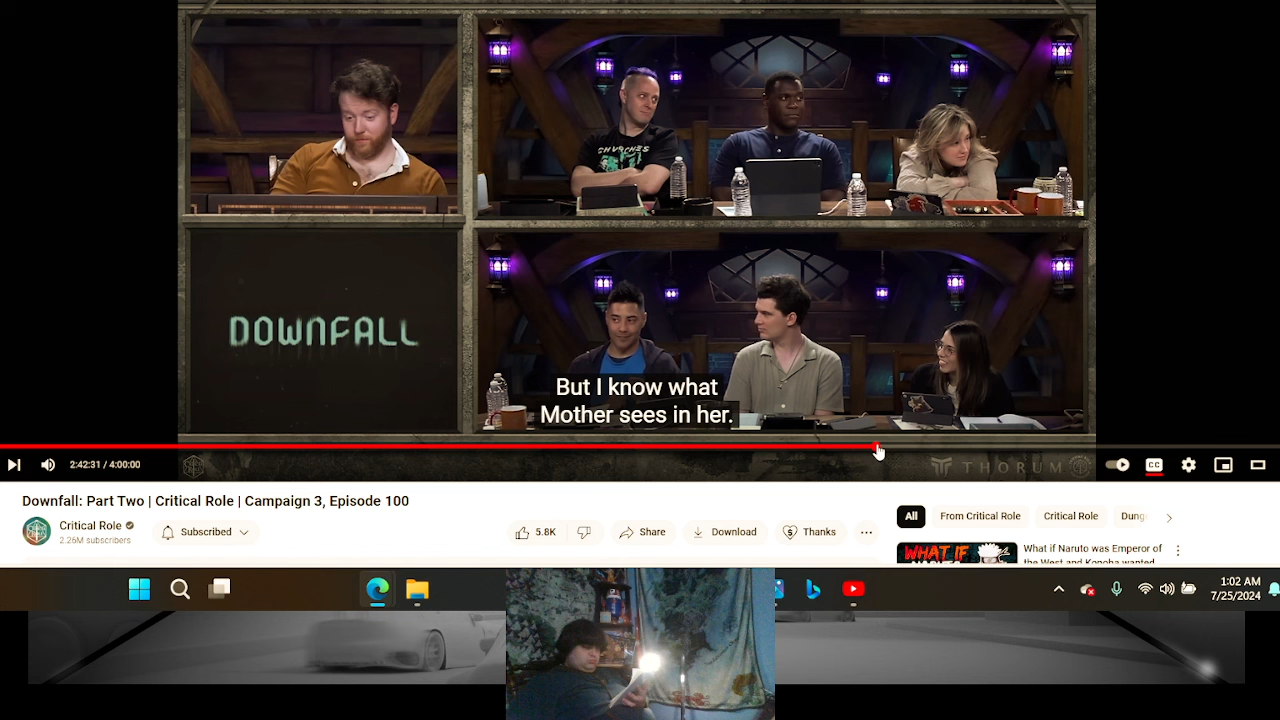 CHVRCHES
DOWNFALL
But I know what
Mother sees in her.
2:42:31 / 4:00:00
CC
THORUM
Downfall: Part Two | Critical Role | Campaign 3, Episode 100
Critical Role
2.26M subscribers
Subscribed
5.8K
Share
Download
Thanks
All
From Critical Role
Critical Role
Dung
WHAT IF
What if Naruto was Emperor of
the West and Konoha wanted
1:02 AM
7/25/2024